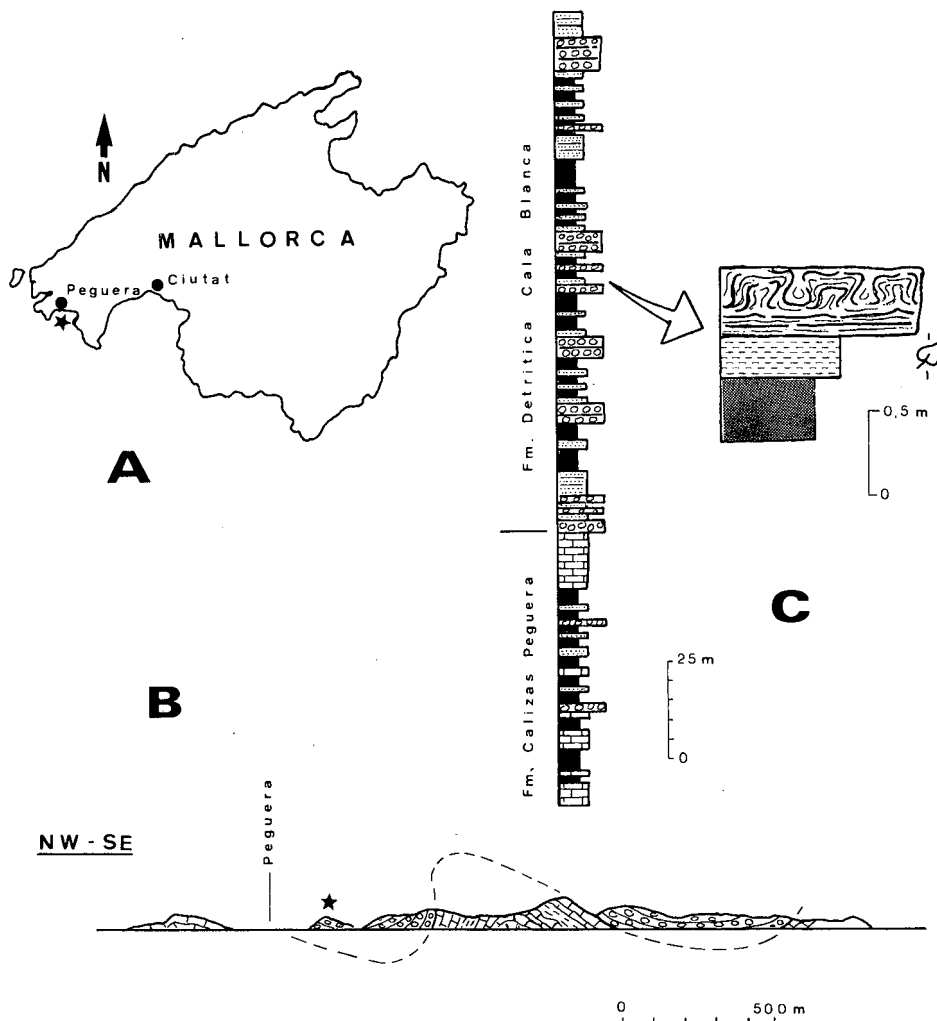 N
MALLORCA
Peguera
Ciutat
A
Fm. Detritica Cala Blanca
Fm. Calizas Peguera
0,5 m
0
C
25 m
0
B
NW - SE
Peguera
0 500 m